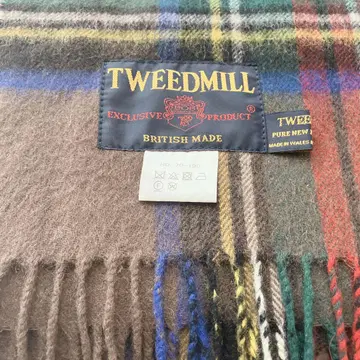 TWEEDMILL
EXCLUSIVE PRODUCT ®
BRITISH MADE
TWEE
PURE NEW
MADE IN WALES